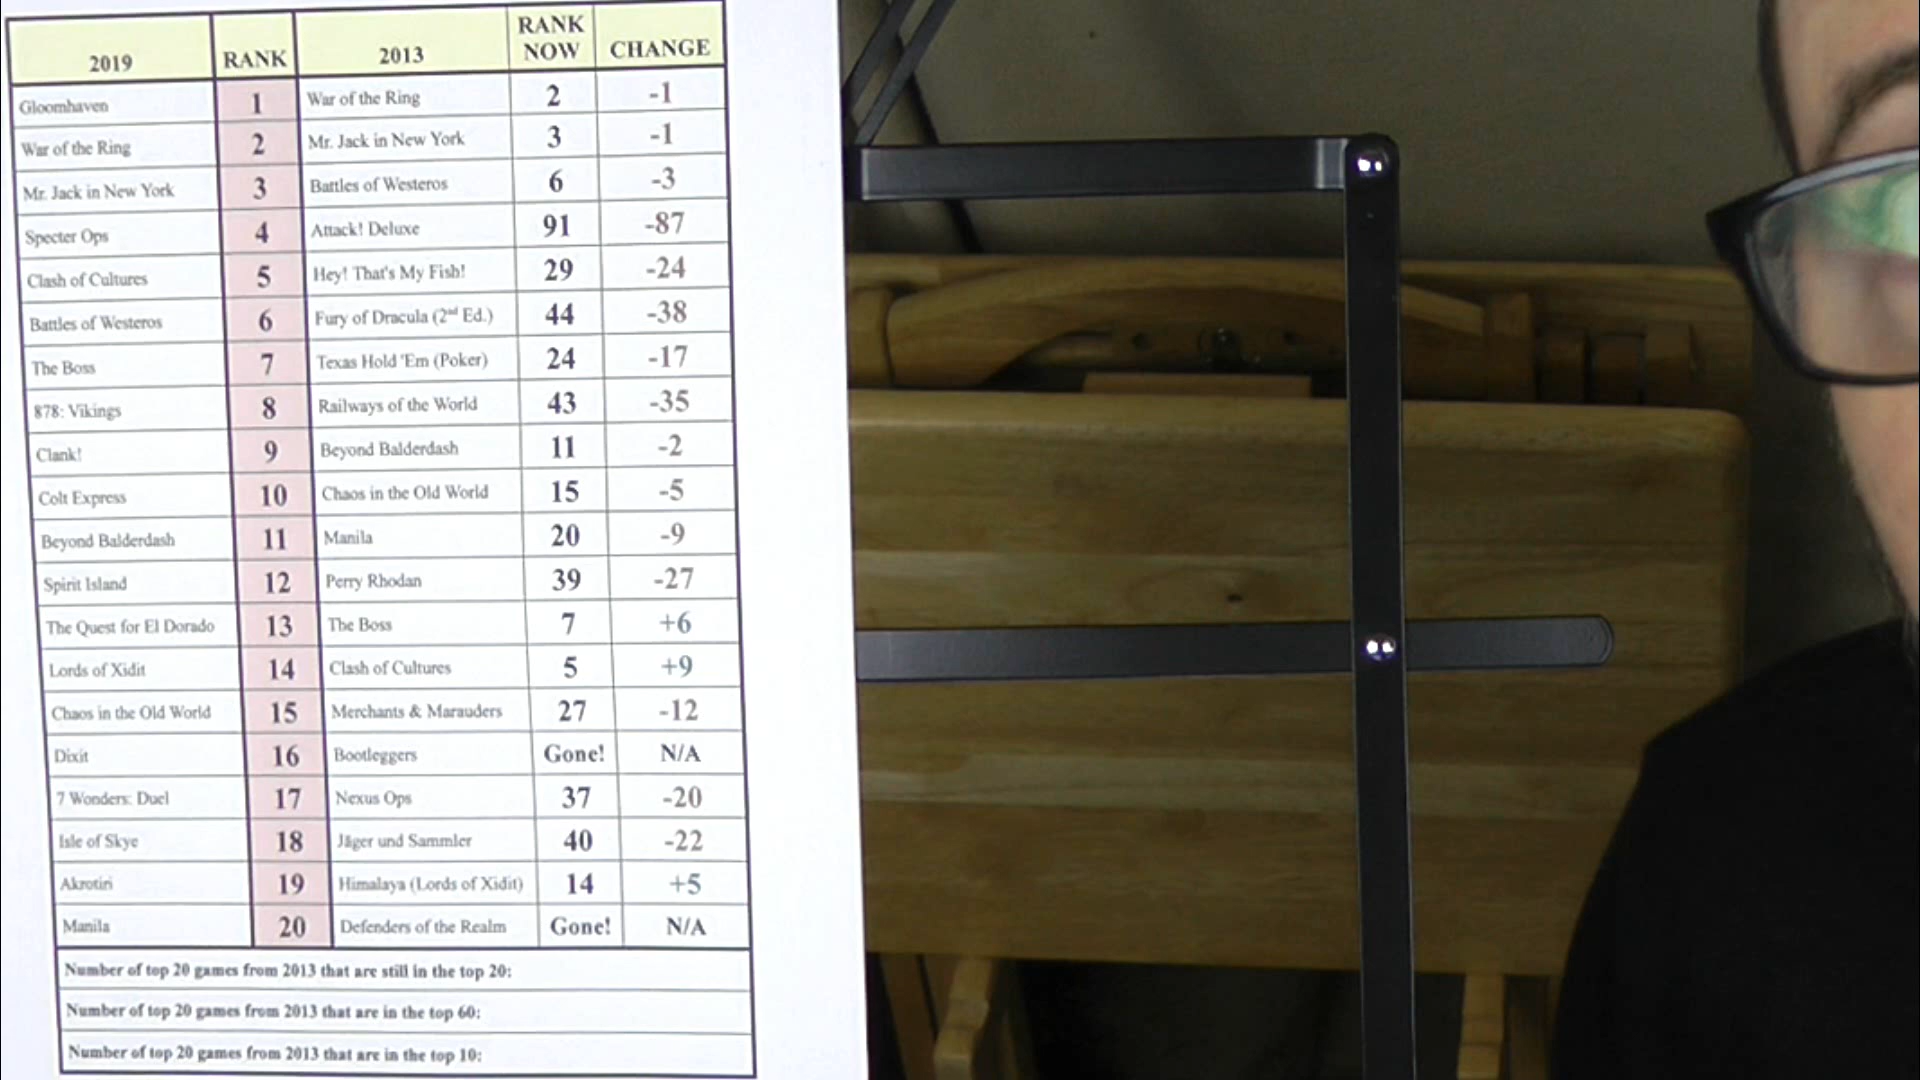 2019 RANK 2013 RANK NOW CHANGE
Gloomhaven 1 War of the Ring 2 -1
War of the Ring 2 Mr. Jack in New York 3 -1
Mr. Jack in New York 3 Battles of Westeros 6 -3
Specter Ops 4 Attack! Deluxe 91 -87
Clash of Cultures 5 Hey! That's My Fish! 29 -24
Battles of Westeros 6 Fury of Dracula (2nd Ed.) 44 -38
The Boss 7 Texas Hold 'Em (Poker) 24 -17
878: Vikings 8 Railways of the World 43 -35
Clank! 9 Beyond Balderdash 11 -2
Colt Express 10 Chaos in the Old World 15 -5
Beyond Balderdash 11 Manila 20 -9
Spirit Island 12 Perry Rhodan 39 -27
The Quest for El Dorado 13 The Boss 7 +6
Lords of Xidit 14 Clash of Cultures 5 +9
Chaos in the Old World 15 Merchants & Marauders 27 -12
Dixit 16 Bootleggers Gone! N/A
7 Wonders: Duel 17 Nexus Ops 37 -20
Isle of Skye 18 Jäger und Sammler 40 -22
Akrotiri 19 Himalaya (Lords of Xidit) 14 +5
Manila 20 Defenders of the Realm Gone! N/A
Number of top 20 games from 2013 that are still in the top 20:
Number of top 20 games from 2013 that are in the top 60:
Number of top 20 games from 2013 that are in the top 10: